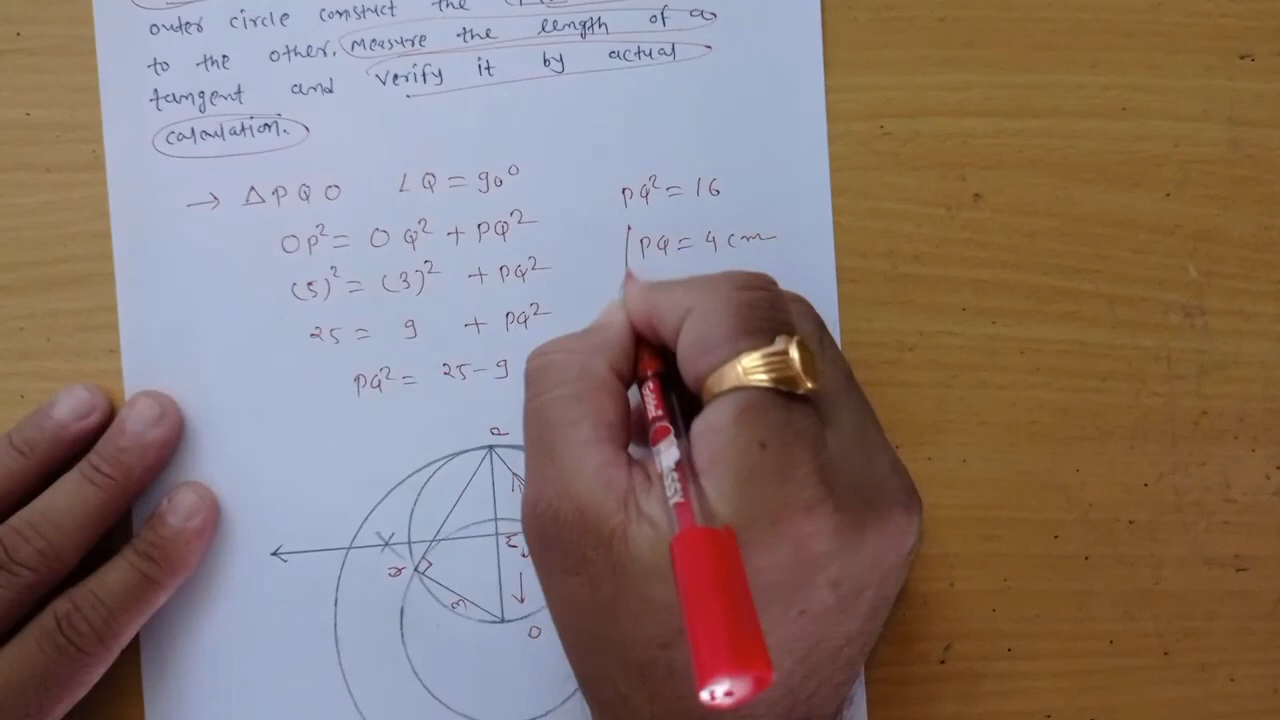 outer circle constuct the
to the other. Measure the length of a
tangent and verify it by actual
calculation.
→ ΔPQO ∠Q = 90°
OP² = OQ² + PQ²
(5)² = (3)² + PQ²
25 = 9 + PQ²
PQ² = 25 - 9
PQ² = 16
PQ = 4 cm
P
Q
3
O